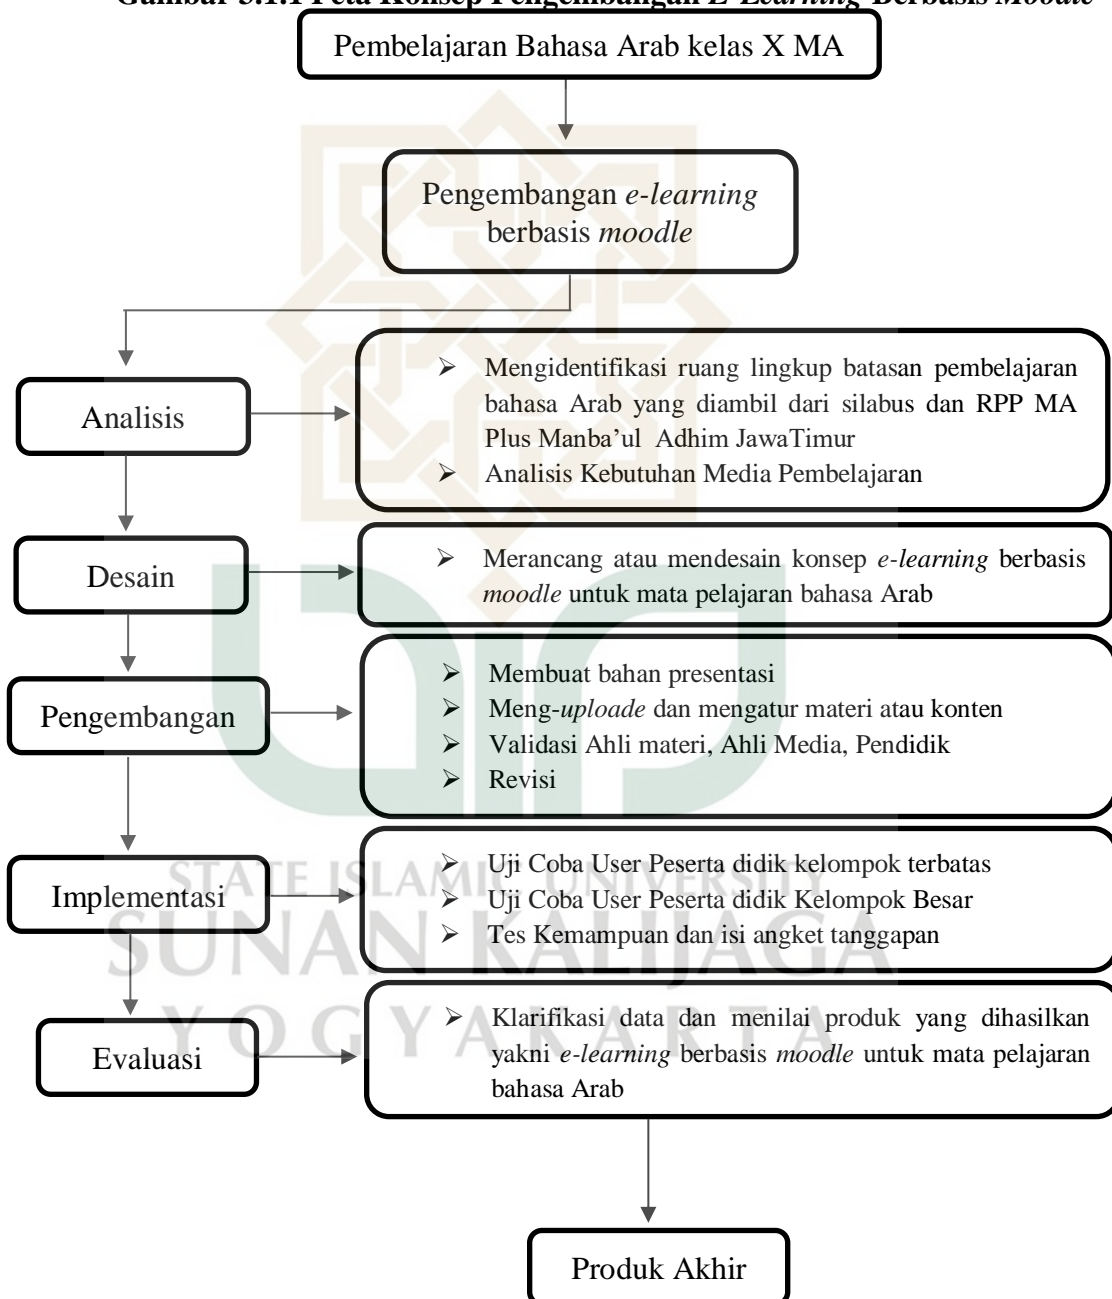 Gambar 3.1.1 Peta Konsep Pengembangan E-Learning Berbasis Moodle
Pembelajaran Bahasa Arab kelas X MA
Pengembangan e-learning
berbasis moodle
Analisis
➢ Mengidentifikasi ruang lingkup batasan pembelajaran
bahasa Arab yang diambil dari silabus dan RPP MA
Plus Manba’ul Adhim JawaTimur
➢ Analisis Kebutuhan Media Pembelajaran
Desain
➢ Merancang atau mendesain konsep e-learning berbasis
moodle untuk mata pelajaran bahasa Arab
Pengembangan
➢ Membuat bahan presentasi
➢ Meng-uploade dan mengatur materi atau konten
➢ Validasi Ahli materi, Ahli Media, Pendidik
➢ Revisi
Implementasi
➢ Uji Coba User Peserta didik kelompok terbatas
➢ Uji Coba User Peserta didik Kelompok Besar
➢ Tes Kemampuan dan isi angket tanggapan
STATE ISLAMIC UNIVERSITY
SUNAN KALIJAGA
YOGYAKARTA
Evaluasi
➢ Klarifikasi data dan menilai produk yang dihasilkan
yakni e-learning berbasis moodle untuk mata pelajaran
bahasa Arab
Produk Akhir